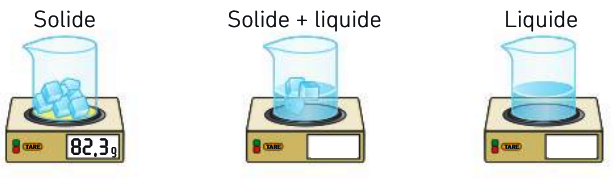 Solide
Solide + liquide
Liquide
TARE
82,3g
TARE
TARE